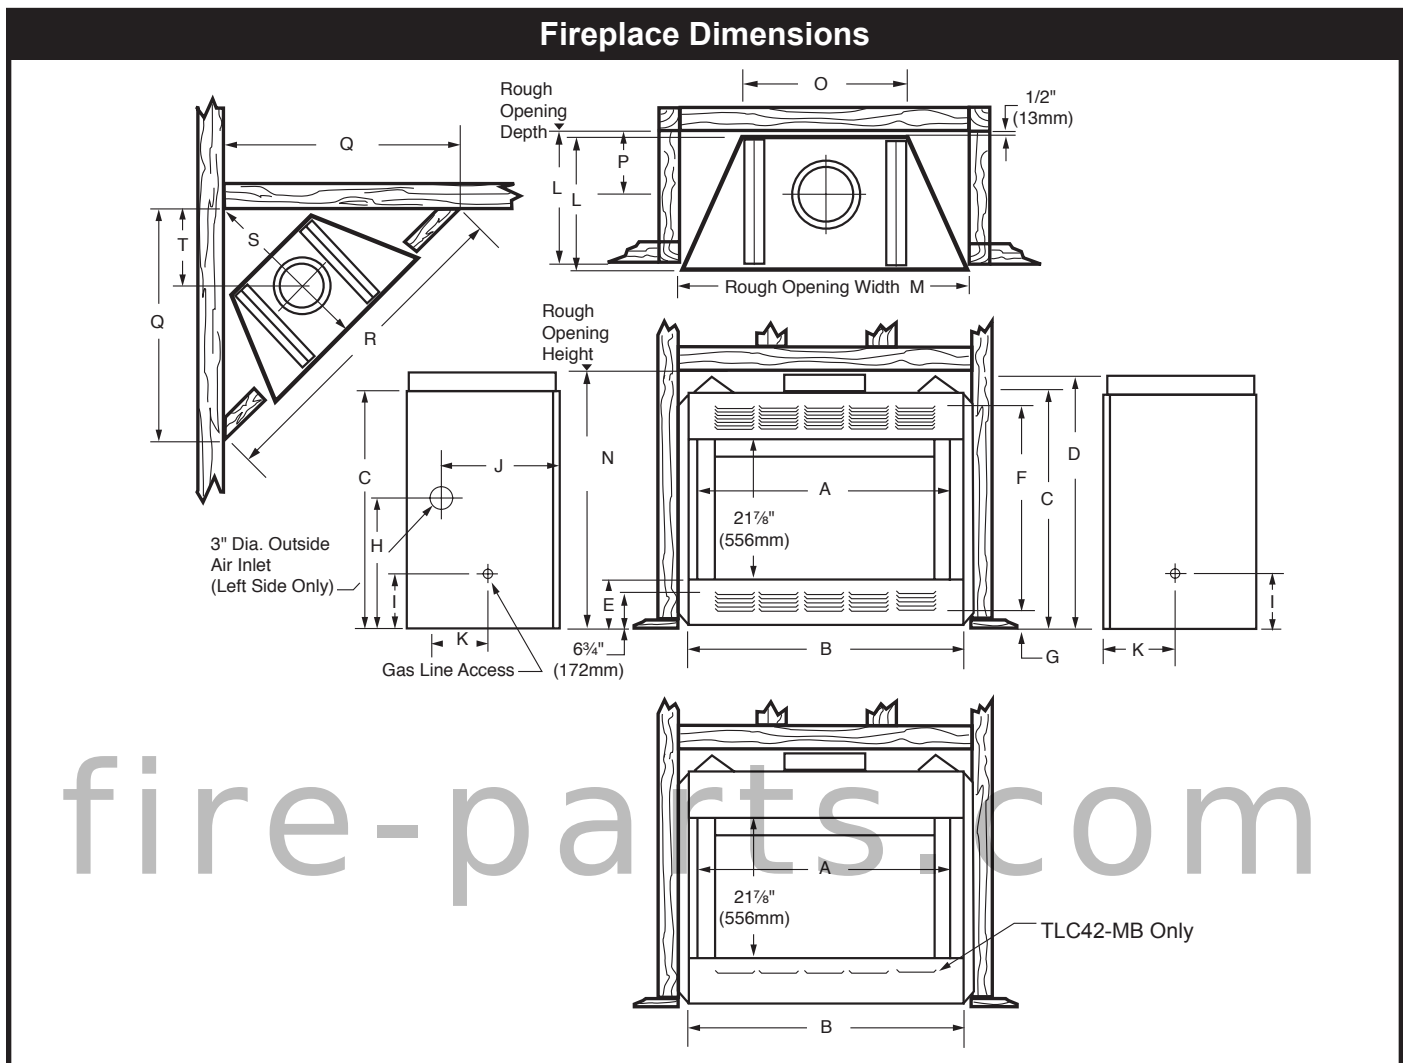 Fireplace Dimensions
Rough
Opening
Depth
O
1/2"
(13mm)
Q
P
L
L
T
S
Q
R
Rough Opening Width M
Rough
Opening
Height
C
J
H
I
K
3" Dia. Outside
Air Inlet
(Left Side Only)
Gas Line Access
N
A
21⅞"
(556mm)
E
6¾"
(172mm)
B
F
C
D
G
I
K
A
21⅞"
(556mm)
TLC42-MB Only
B
fire-parts.com